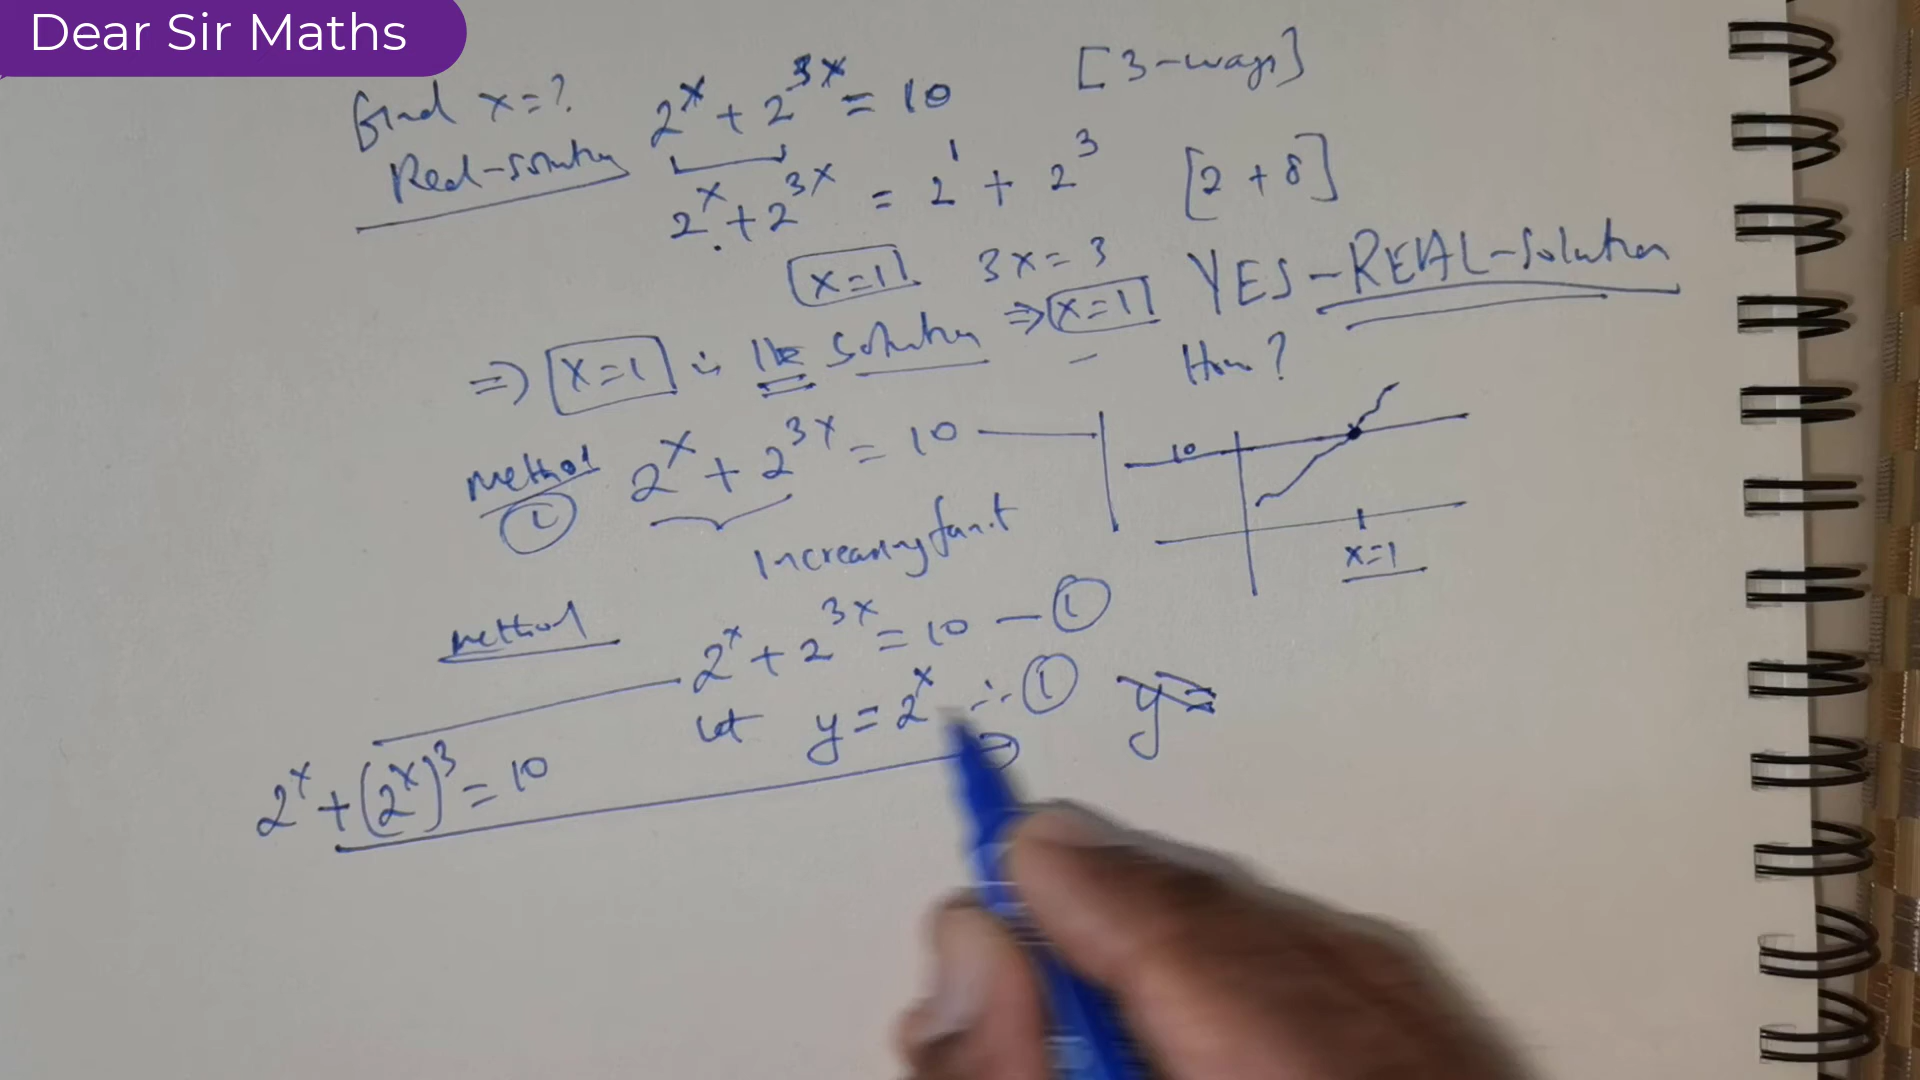 Dear Sir Maths
find x=? 2^x + 2^3x = 10 [3-ways]
Real-solution
2^x + 2^3x = 2^1 + 2^3 [2 + 8]
x=1 3x=3 YES-REAL-Solution
⇒ x=1 is the solution ⇒ x=1
How?
method ① 2^x + 2^3x = 10
10
Increasing
x=1
method 2^x + 2^3x = 10 — ①
let y = 2^x ∴ ① y=
2^x + (2^x)^3 = 10